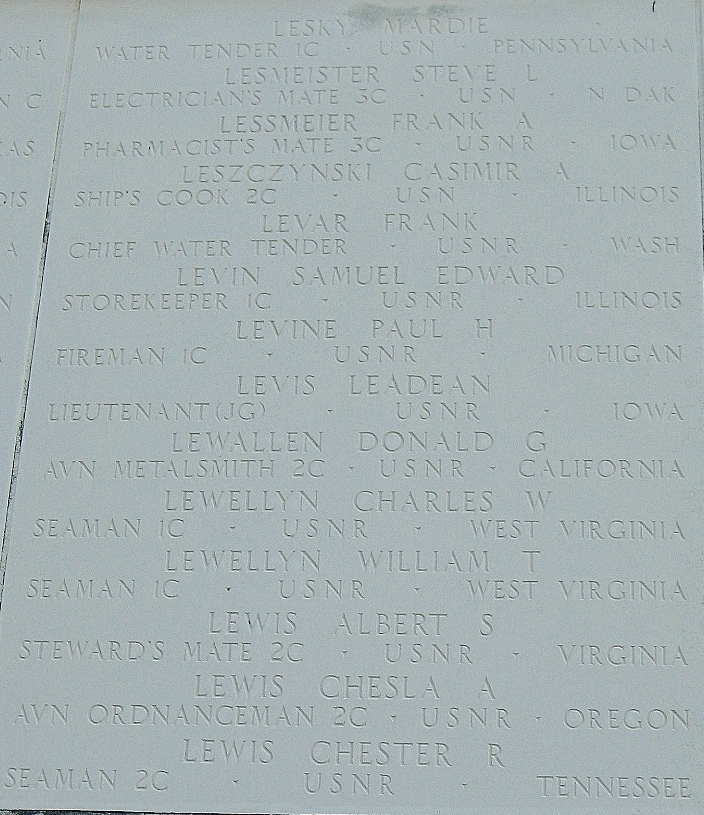 LESKY MARDIE
WATER TENDER 1C · USN · PENNSYLVANIA
LESMEISTER STEVE L
ELECTRICIAN'S MATE 3C · USN · N DAK
LESSMEIER FRANK A
PHARMACIST'S MATE 3C · USNR · IOWA
LESZCZYNSKI CASIMIR A
SHIP'S COOK 2C · USN · ILLINOIS
LEVAR FRANK
CHIEF WATER TENDER · USNR · WASH
LEVIN SAMUEL EDWARD
STOREKEEPER 1C · USNR · ILLINOIS
LEVINE PAUL H
FIREMAN 1C · USNR · MICHIGAN
LEVIS LEADEAN
LIEUTENANT(JG) · USNR · IOWA
LEWALLEN DONALD G
AVN METALSMITH 2C · USNR · CALIFORNIA
LEWELLYN CHARLES W
SEAMAN 1C · USNR · WEST VIRGINIA
LEWELLYN WILLIAM T
SEAMAN 1C · USNR · WEST VIRGINIA
LEWIS ALBERT S
STEWARD'S MATE 2C · USNR · VIRGINIA
LEWIS CHESLA A
AVN ORDNANCEMAN 2C · USNR · OREGON
LEWIS CHESTER R
SEAMAN 2C · USNR · TENNESSEE